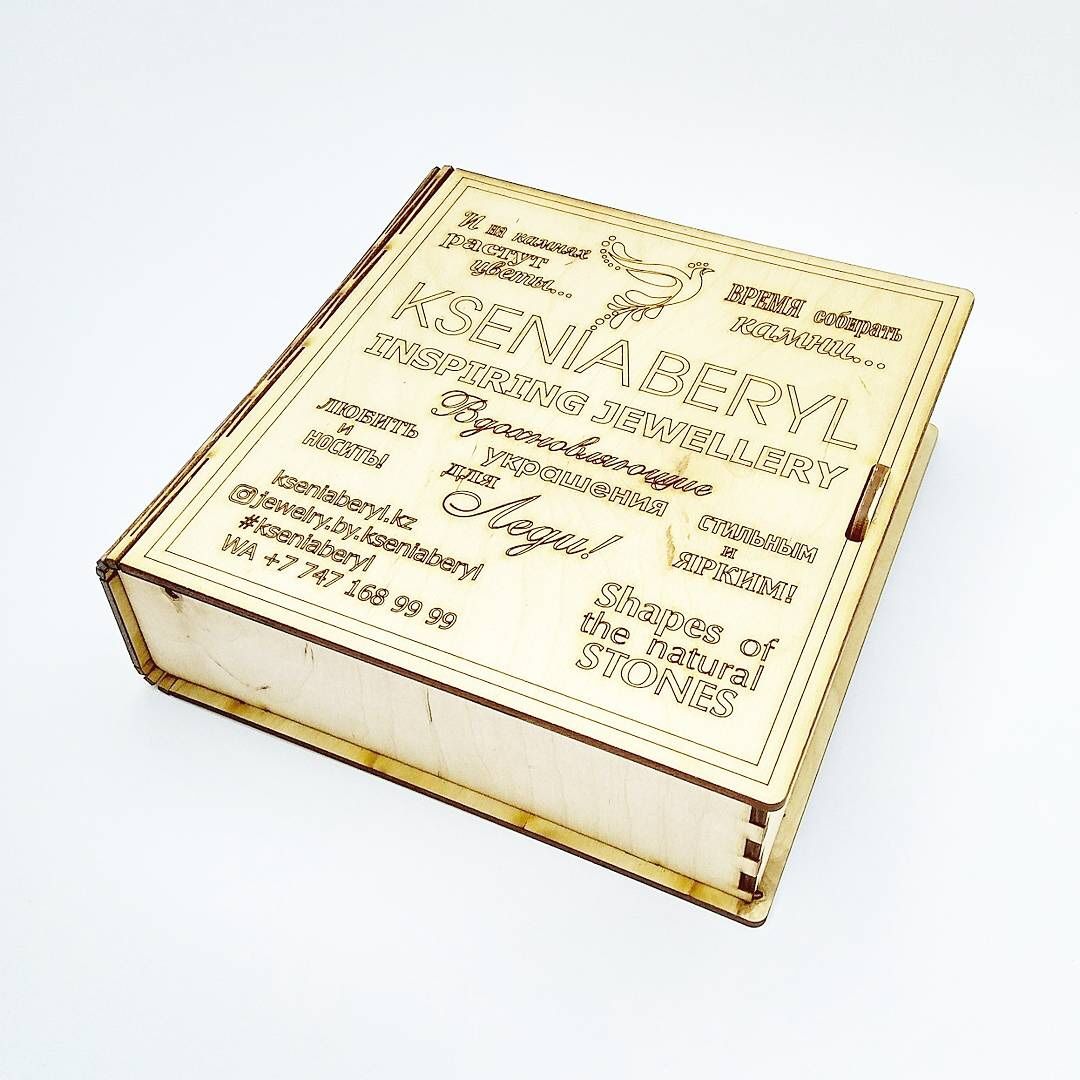 И на камнях
растут
цветы...
ВРЕМЯ собирать
камни...
KSENIABERYL
INSPIRING JEWELLERY
Вдохновляющие
украшения
для
Леди!
ЛЮБИТЬ
и
НОСИТЬ!
kseniaberyl.kz
@jewelry.by.kseniaberyl
#kseniaberyl
WA +7 747 168 99 99
СТИЛЬНЫМ
и
ЯРКИМ!
Shapes of
the natural
STONES